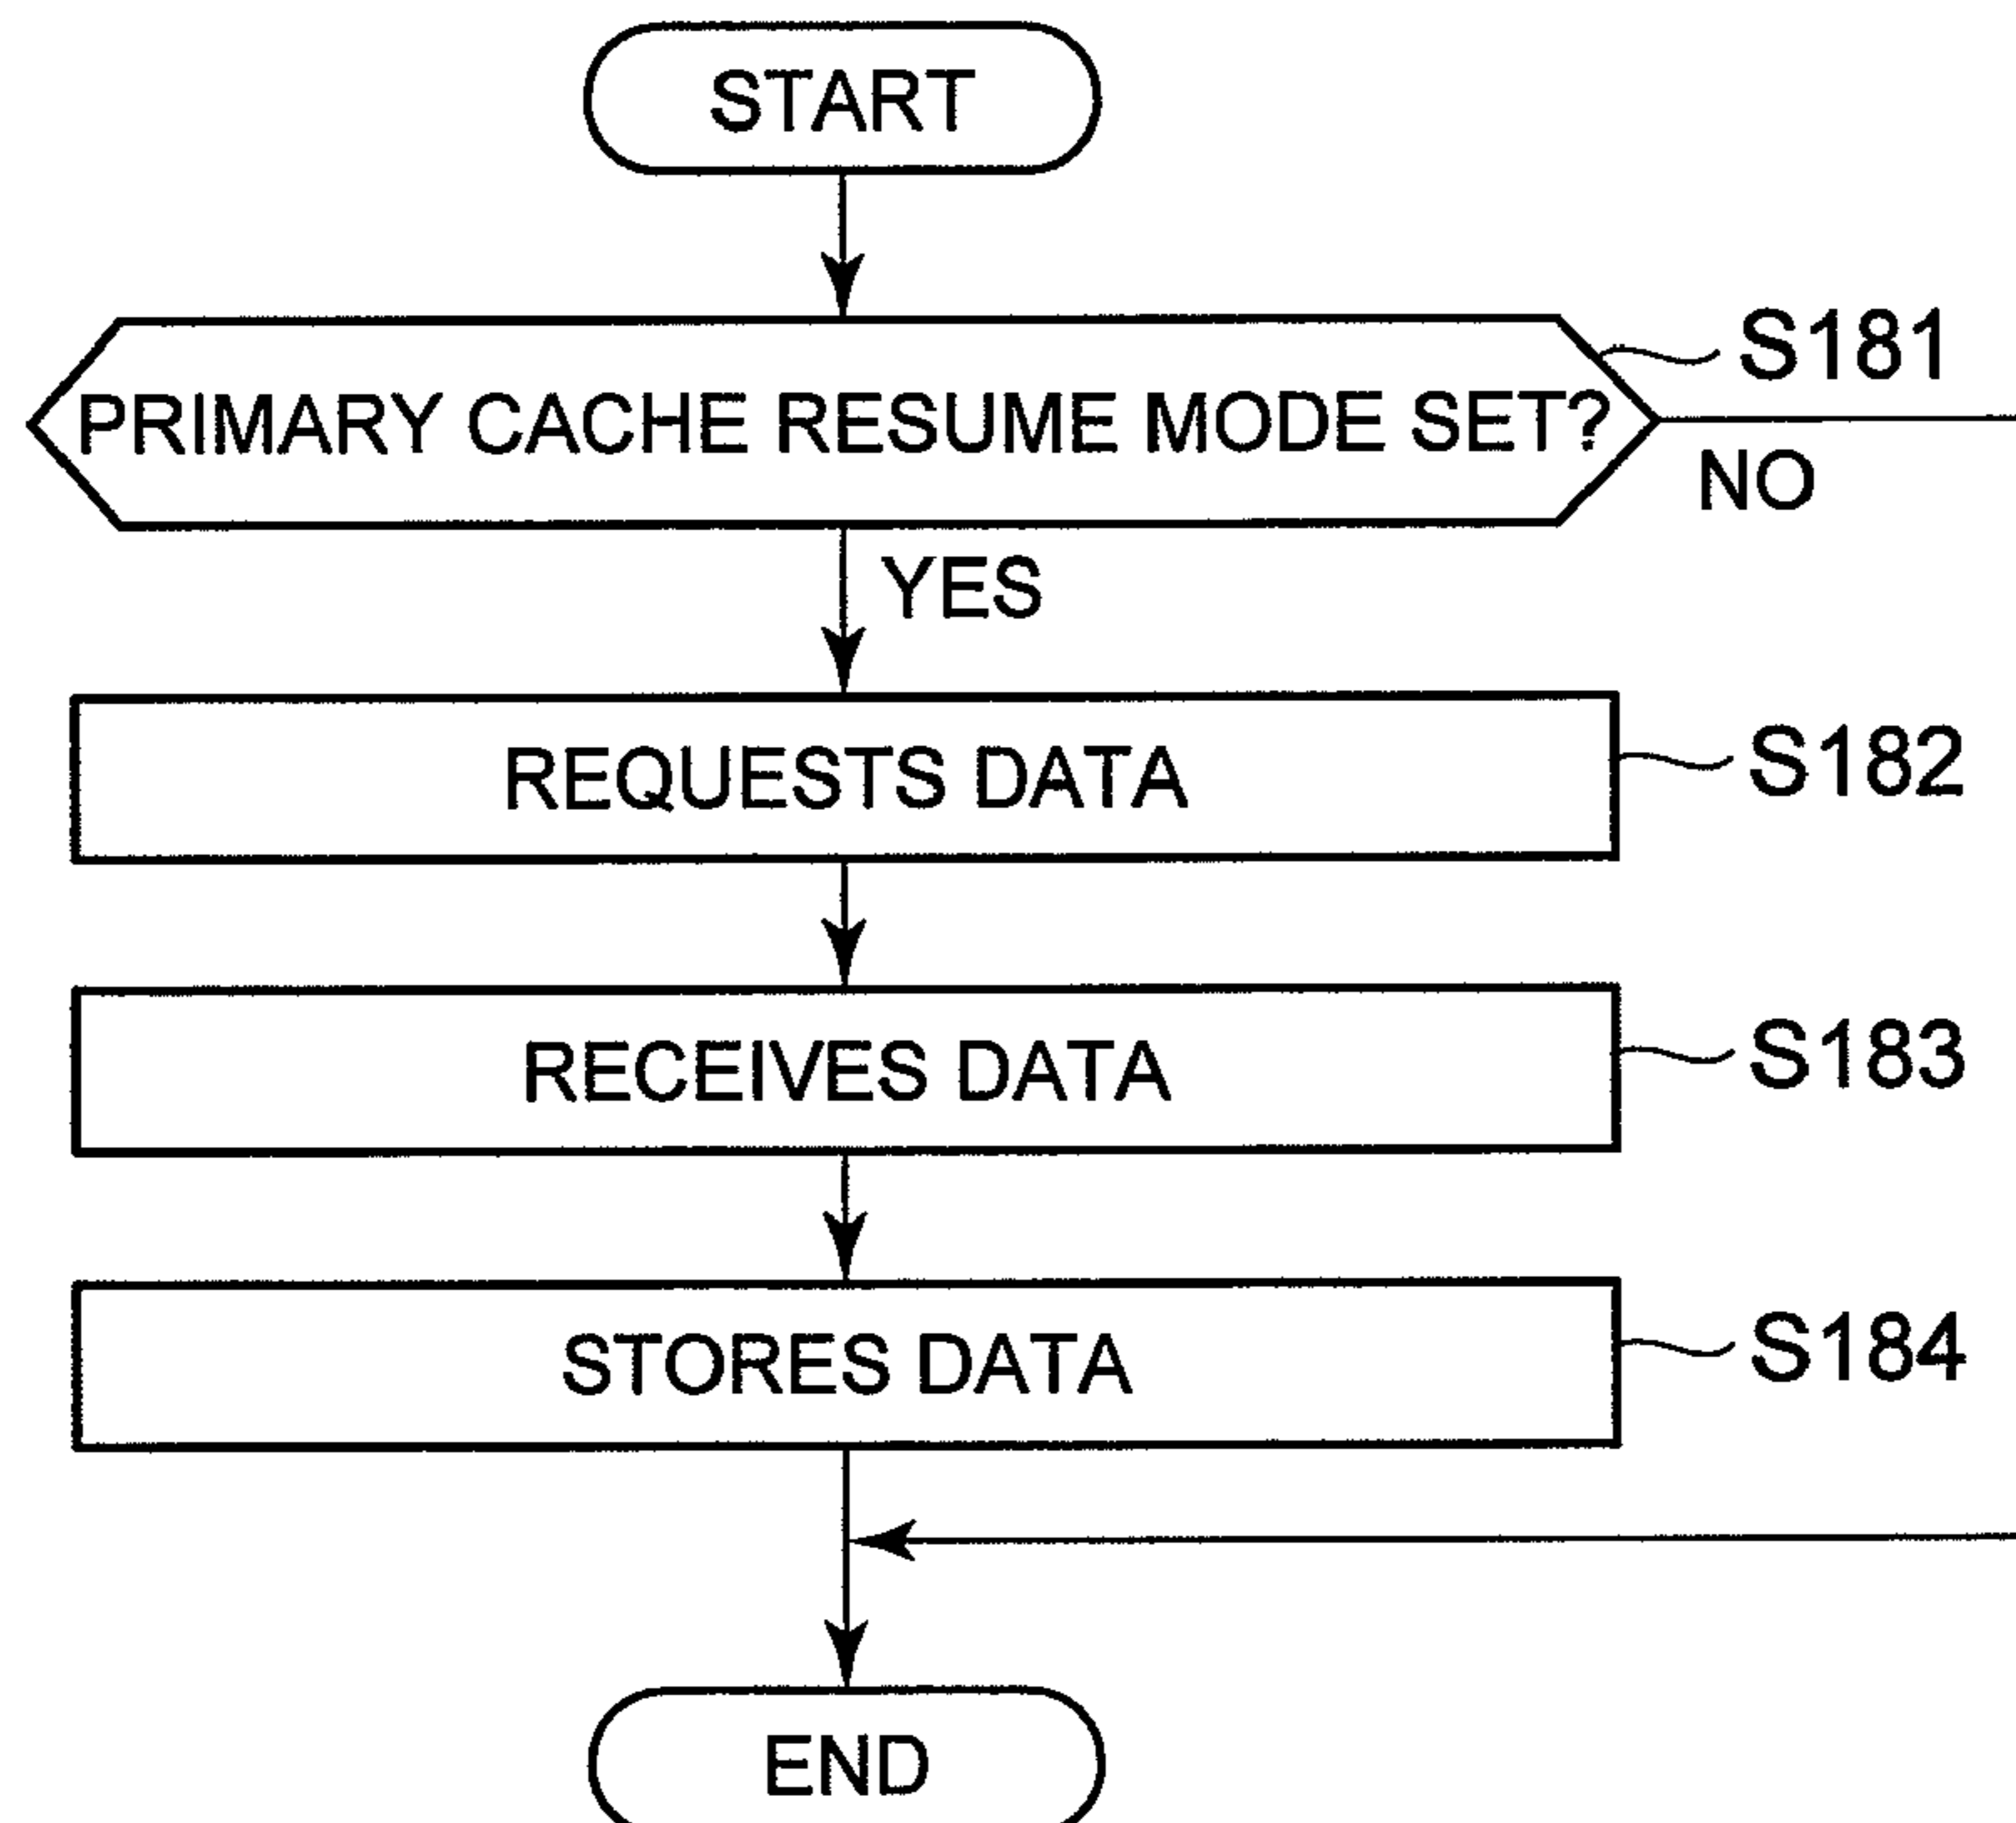 START
S181
PRIMARY CACHE RESUME MODE SET?
NO
YES
REQUESTS DATA
S182
RECEIVES DATA
S183
STORES DATA
S184
END